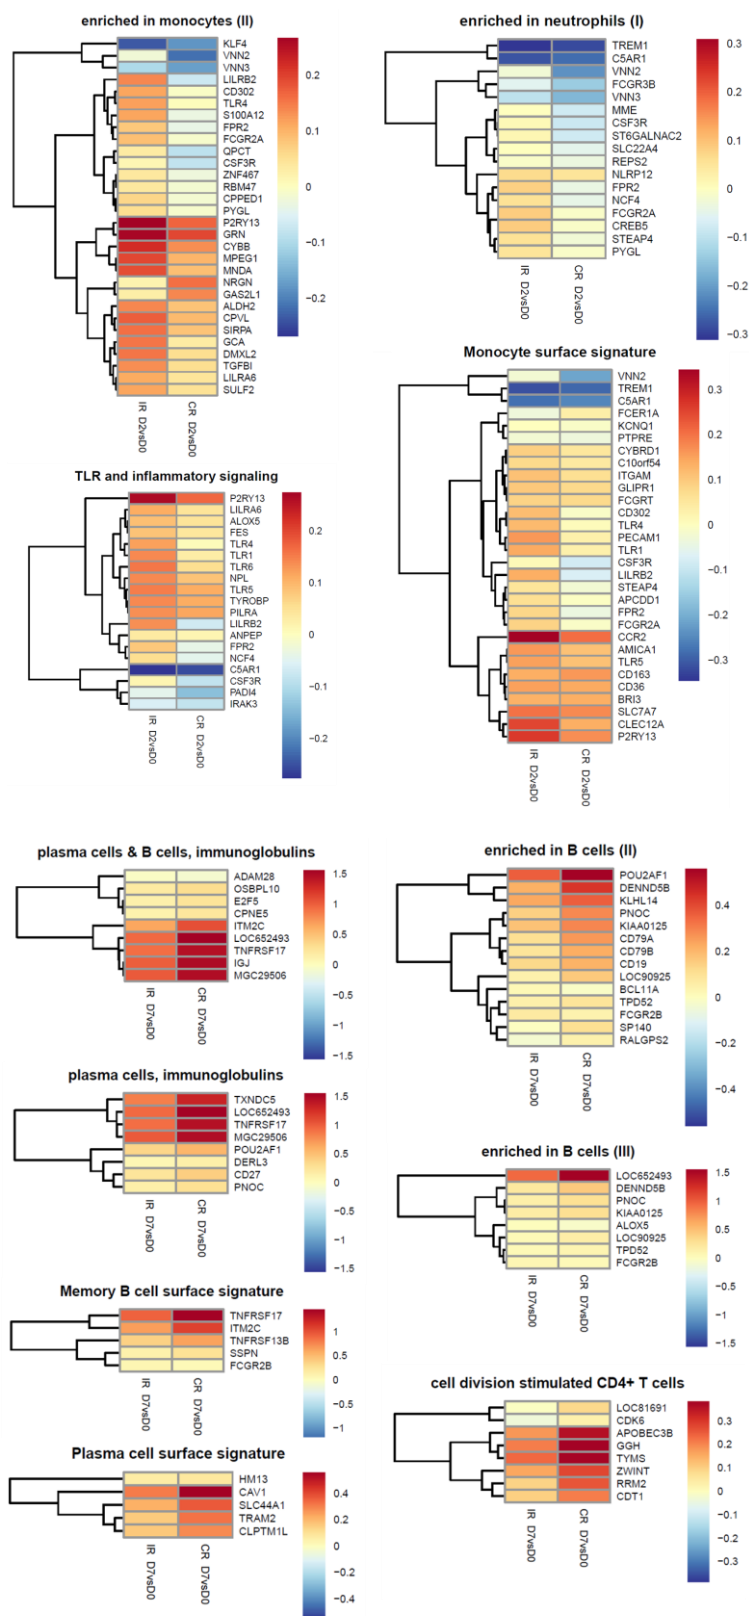 enriched in monocytes (II)
KLF4
VNN2
VNN3
LILRB2
CD302
TLR4
S100A12
FPR2
FCGR2A
QPCT
CSF3R
ZNF467
RBM47
CPPED1
PYGL
P2RY13
GRN
CYBB
MPEG1
MNDA
NRGN
GAS2L1
ALDH2
CPVL
SIRPA
GCA
DMXL2
TGFBI
LILRA6
SULF2
0.2
0.1
0
−0.1
−0.2
IR D2vsD0
CR D2vsD0
enriched in neutrophils (I)
TREM1
C5AR1
VNN2
FCGR3B
VNN3
MME
CSF3R
ST6GALNAC2
SLC22A4
REPS2
NLRP12
FPR2
NCF4
FCGR2A
CREB5
STEAP4
PYGL
0.3
0.2
0.1
0
−0.1
−0.2
−0.3
IR D2vsD0
CR D2vsD0
Monocyte surface signature
VNN2
TREM1
C5AR1
FCER1A
KCNQ1
PTPRE
CYBRD1
C10orf54
ITGAM
GLIPR1
FCGRT
CD302
TLR4
PECAM1
TLR1
CSF3R
LILRB2
STEAP4
APCDD1
FPR2
FCGR2A
CCR2
AMICA1
TLR5
CD163
CD36
BRI3
SLC7A7
CLEC12A
P2RY13
0.3
0.2
0.1
0
−0.1
−0.2
−0.3
IR D2vsD0
CR D2vsD0
TLR and inflammatory signaling
P2RY13
LILRA6
ALOX5
FES
TLR4
TLR1
TLR6
NPL
TLR5
TYROBP
PILRA
LILRB2
ANPEP
FPR2
NCF4
C5AR1
CSF3R
PADI4
IRAK3
0.2
0.1
0
−0.1
−0.2
IR D2vsD0
CR D2vsD0
plasma cells & B cells, immunoglobulins
ADAM28
OSBPL10
E2F5
CPNE5
ITM2C
LOC652493
TNFRSF17
IGJ
MGC29506
1.5
1
0.5
0
−0.5
−1
−1.5
IR D7vsD0
CR D7vsD0
enriched in B cells (II)
POU2AF1
DENND5B
KLHL14
PNOC
KIAA0125
CD79A
CD79B
CD19
LOC90925
BCL11A
TPD52
FCGR2B
SP140
RALGPS2
0.4
0.2
0
−0.2
−0.4
IR D7vsD0
CR D7vsD0
plasma cells, immunoglobulins
TXNDC5
LOC652493
TNFRSF17
MGC29506
POU2AF1
DERL3
CD27
PNOC
1.5
1
0.5
0
−0.5
−1
−1.5
IR D7vsD0
CR D7vsD0
enriched in B cells (III)
LOC652493
DENND5B
PNOC
KIAA0125
ALOX5
LOC90925
TPD52
FCGR2B
1.5
1
0.5
0
−0.5
−1
−1.5
IR D7vsD0
CR D7vsD0
Memory B cell surface signature
TNFRSF17
ITM2C
TNFRSF13B
SSPN
FCGR2B
1
0.5
0
−0.5
−1
IR D7vsD0
CR D7vsD0
cell division stimulated CD4+ T cells
LOC81691
CDK6
APOBEC3B
GGH
TYMS
ZWINT
RRM2
CDT1
0.3
0.2
0.1
0
−0.1
−0.2
−0.3
IR D7vsD0
CR D7vsD0
Plasma cell surface signature
HM13
CAV1
SLC44A1
TRAM2
CLPTM1L
0.4
0.2
0
−0.2
−0.4
IR D7vsD0
CR D7vsD0